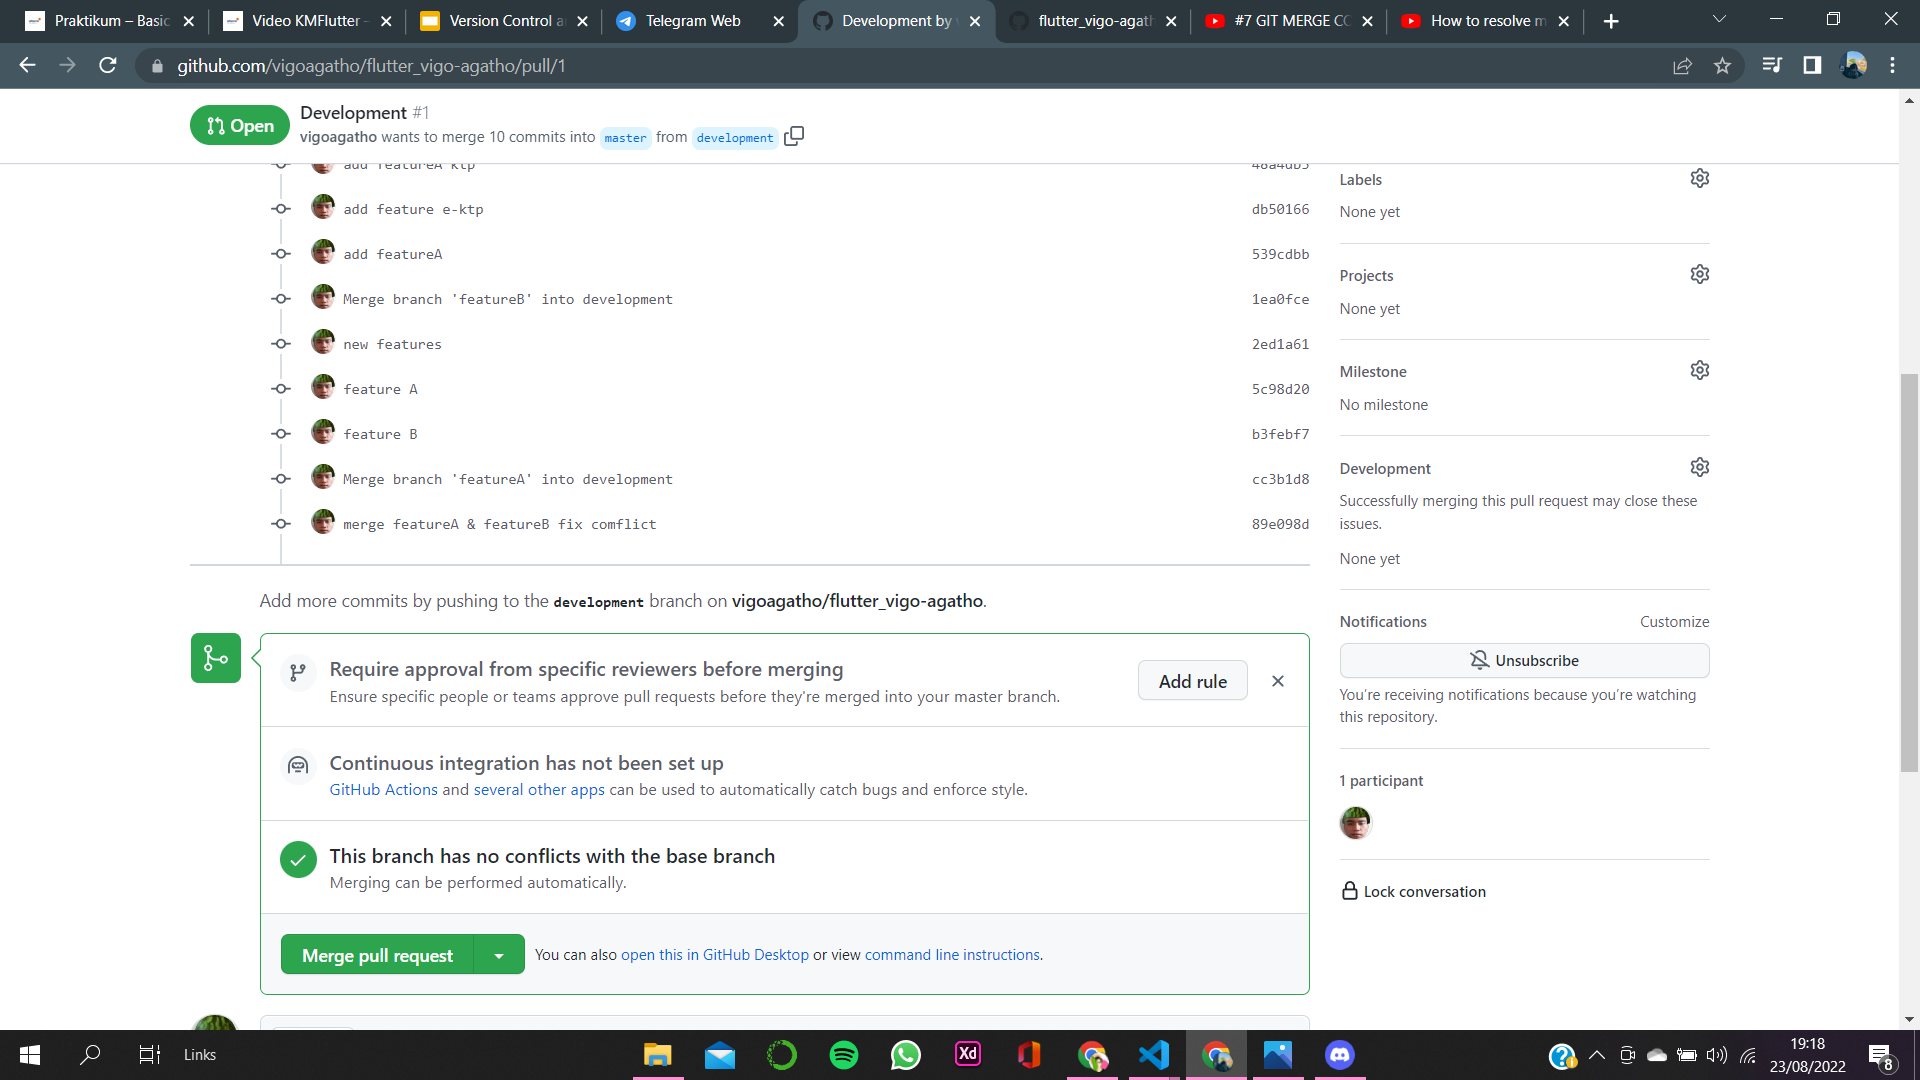 Praktikum – Basic
Video KMFlutter -
Version Control a
Telegram Web
Development by v
flutter_vigo-agath
#7 GIT MERGE CO
How to resolve m
github.com/vigoagatho/flutter_vigo-agatho/pull/1
Open
Development #1
vigoagatho wants to merge 10 commits into master from development
add featureA ktp 48a4db5
add feature e-ktp db50166
add featureA 539cdbb
Merge branch 'featureB' into development 1ea0fce
new features 2ed1a61
feature A 5c98d20
feature B b3febf7
Merge branch 'featureA' into development cc3b1d8
merge featureA & featureB fix comflict 89e098d
Add more commits by pushing to the development branch on vigoagatho/flutter_vigo-agatho.
Require approval from specific reviewers before merging
Ensure specific people or teams approve pull requests before they're merged into your master branch.
Add rule
Continuous integration has not been set up
GitHub Actions and several other apps can be used to automatically catch bugs and enforce style.
This branch has no conflicts with the base branch
Merging can be performed automatically.
Merge pull request
You can also open this in GitHub Desktop or view command line instructions.
Labels
None yet
Projects
None yet
Milestone
No milestone
Development
Successfully merging this pull request may close these
issues.
None yet
Notifications
Customize
Unsubscribe
You're receiving notifications because you're watching
this repository.
1 participant
Lock conversation
Links
Xd
19:18
23/08/2022
8